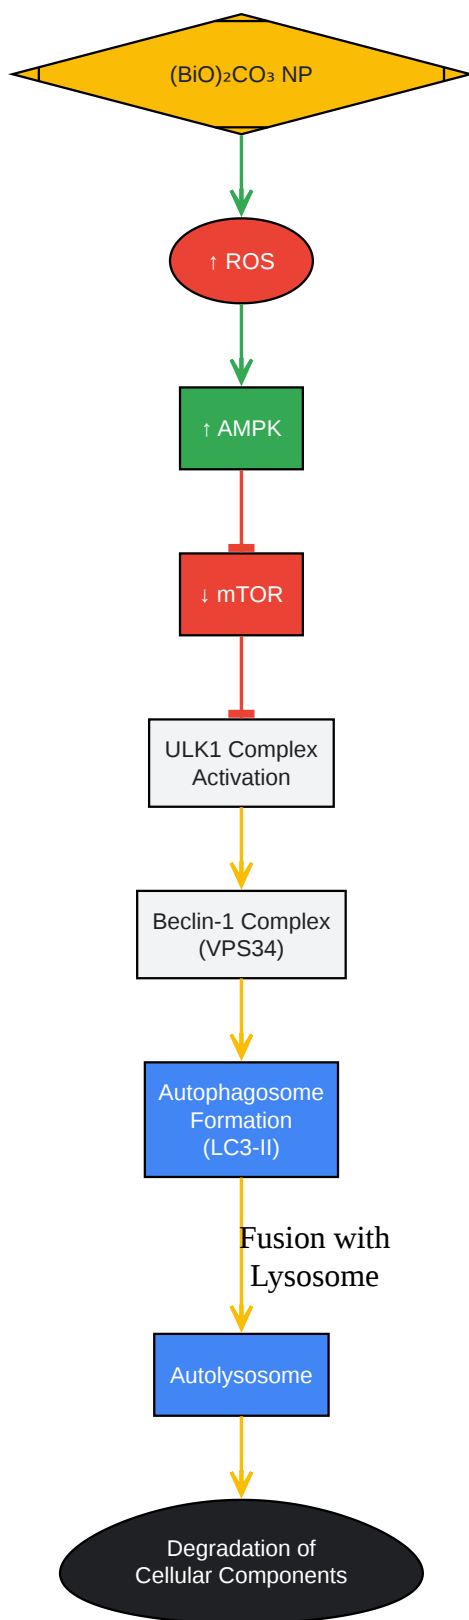 (BiO)₂CO₃ NP
↑ ROS
↑ AMPK
↓ mTOR
ULK1 Complex
Activation
Beclin-1 Complex
(VPS34)
Autophagosome
Formation
(LC3-II)
Fusion with
Lysosome
Autolysosome
Degradation of
Cellular Components